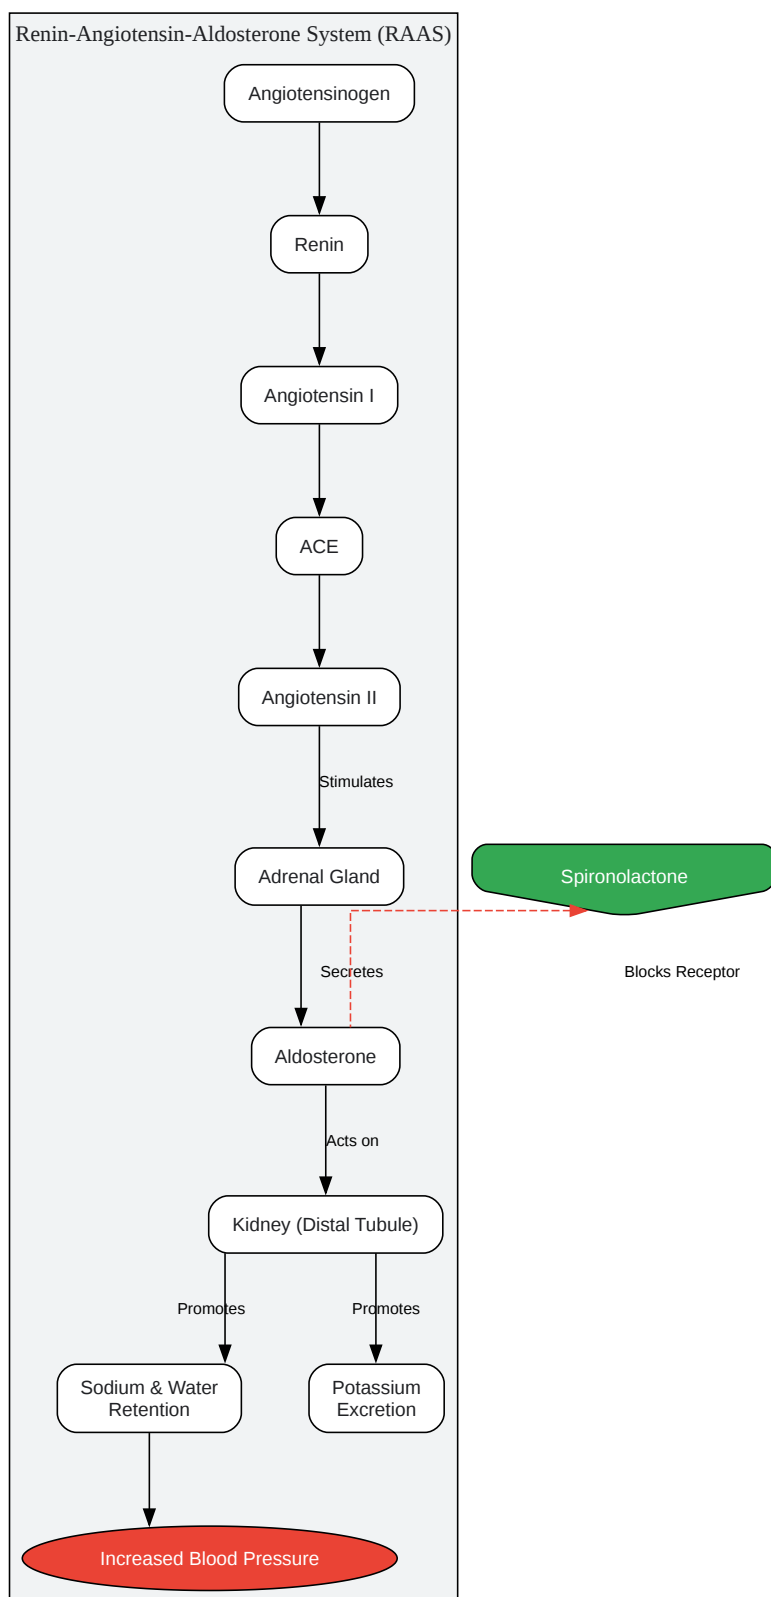 Renin-Angiotensin-Aldosterone System (RAAS)
Angiotensinogen
Renin
Angiotensin I
ACE
Angiotensin II
Stimulates
Adrenal Gland
Spironolactone
Secretes
Blocks Receptor
Aldosterone
Acts on
Kidney (Distal Tubule)
Promotes
Promotes
Sodium & Water
Retention
Potassium
Excretion
Increased Blood Pressure